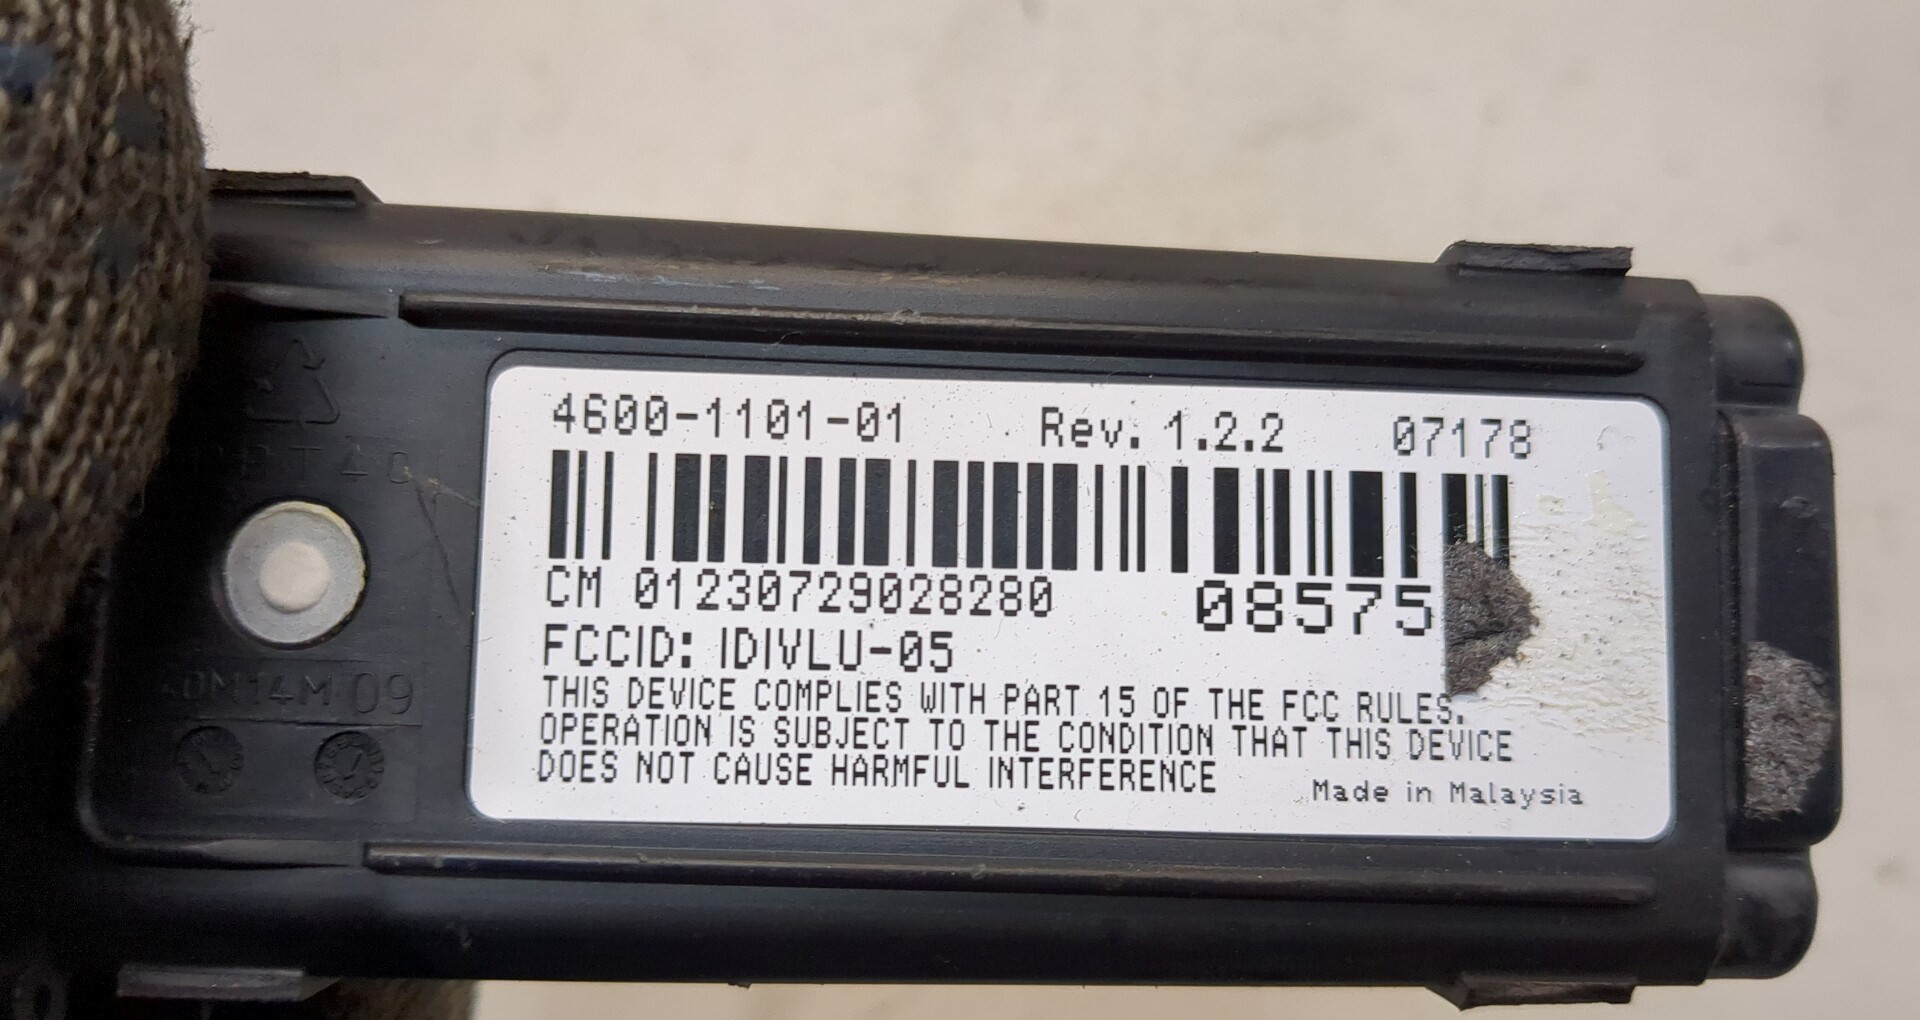 4600-1101-01 Rev. 1.2.2 07178
CM 01230729028280 08575
FCCID: IDIVLU-05
THIS DEVICE COMPLIES WITH PART 15 OF THE FCC RULES.
OPERATION IS SUBJECT TO THE CONDITION THAT THIS DEVICE
DOES NOT CAUSE HARMFUL INTERFERENCE
Made in Malaysia